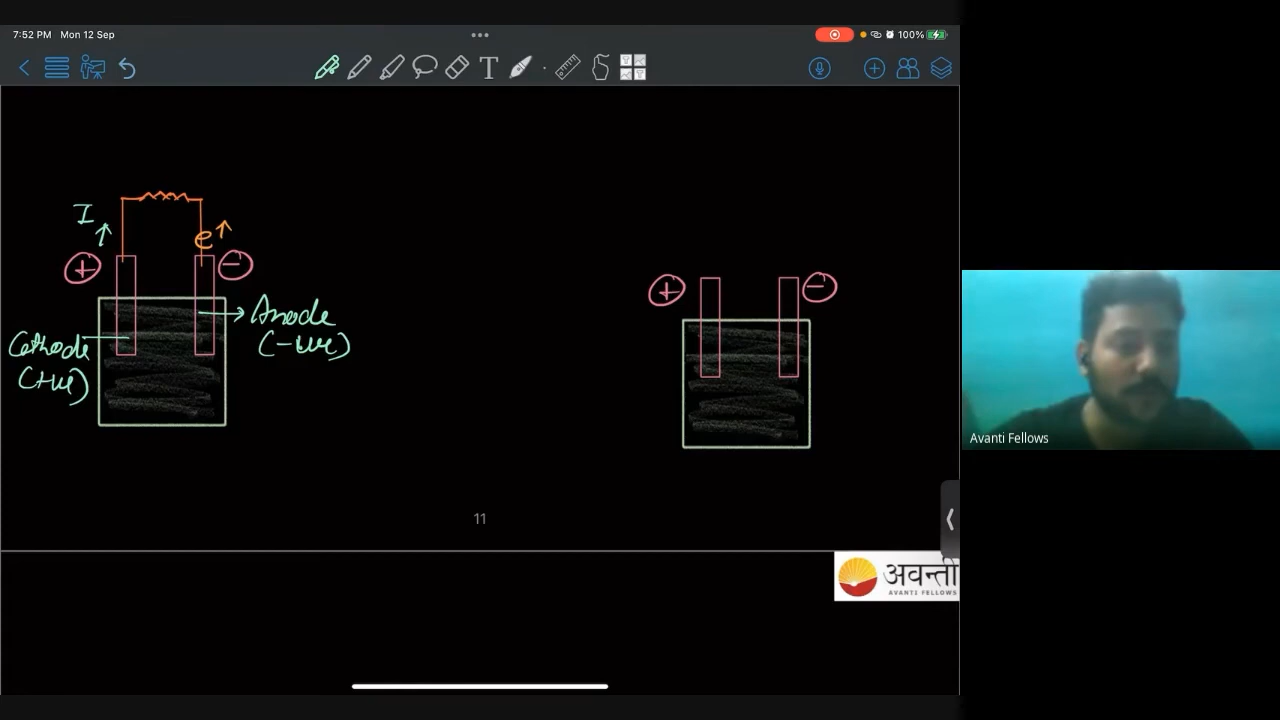 7:52 PM Mon 12 Sep
100%
T
I
e
+
−
Anode
(-ve)
Cathode
(+ve)
+
−
11
Avanti Fellows
अवन्ती
AVANTI FELLOWS